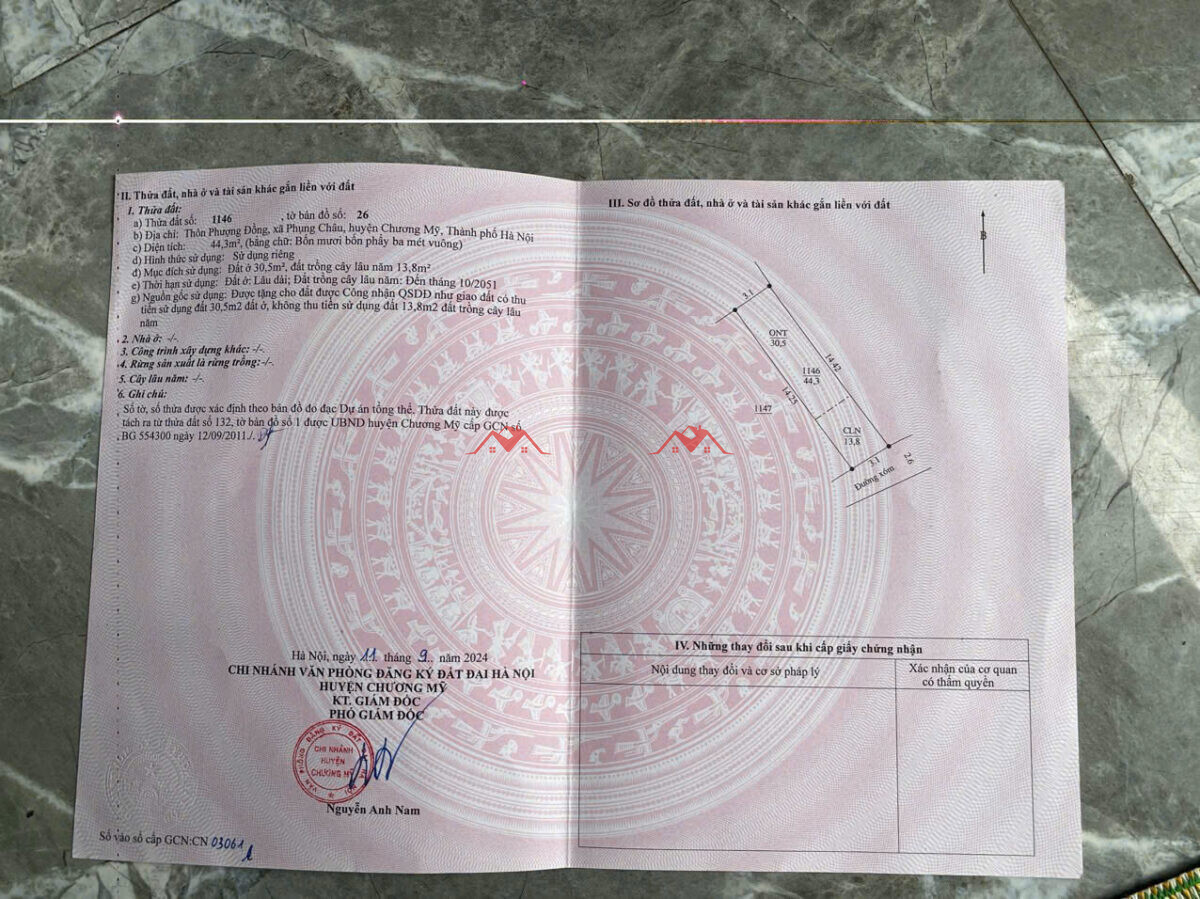 II. Thửa đất, nhà ở và tài sản khác gắn liền với đất
1. Thửa đất:
a) Thửa đất số: 1146 , tờ bản đồ số: 26
b) Địa chỉ: Thôn Phượng Đồng, xã Phụng Châu, huyện Chương Mỹ, Thành phố Hà Nội
c) Diện tích: 44,3m², (bằng chữ: Bốn mươi bốn phẩy ba mét vuông)
d) Hình thức sử dụng: Sử dụng riêng
đ) Mục đích sử dụng: Đất ở 30,5m², đất trồng cây lâu năm 13,8m²
e) Thời hạn sử dụng: Đất ở: Lâu dài; Đất trồng cây lâu năm: Đến tháng 10/2051
g) Nguồn gốc sử dụng: Được tặng cho đất được Công nhận QSDĐ như giao đất có thu
tiền sử dụng đất 30,5m2 đất ở, không thu tiền sử dụng đất 13,8m2 đất trồng cây lâu
năm
2. Nhà ở: -/-.
3. Công trình xây dựng khác: -/-.
4. Rừng sản xuất là rừng trồng:-/-.
5. Cây lâu năm: -/-.
6. Ghi chú:
Số tờ, số thửa được xác định theo bản đồ đo đạc Dự án tổng thể. Thửa đất này được
tách ra từ thửa đất số 132, tờ bản đồ số 1 được UBND huyện Chương Mỹ cấp GCN số
BG 554300 ngày 12/09/2011./.
Hà Nội, ngày 11 tháng 9.. năm 2024
CHI NHÁNH VĂN PHÒNG ĐĂNG KÝ ĐẤT ĐAI HÀ NỘI
HUYỆN CHƯƠNG MỸ
KT. GIÁM ĐỐC
PHÓ GIÁM ĐỐC
VĂN PHÒNG ĐĂNG KÝ ĐẤT
CHI NHÁNH
HUYỆN
CHƯƠNG MỸ
Nguyễn Anh Nam
Số vào sổ cấp GCN:CN 03061
III. Sơ đồ thửa đất, nhà ở và tài sản khác gắn liền với đất
B
3.1
ONT
30,5
14.42
1146
44,3
14.25
1147
CLN
13,8
3.1
2.6
Đường xóm
IV. Những thay đổi sau khi cấp giấy chứng nhận
Nội dung thay đổi và cơ sở pháp lý
Xác nhận của cơ quan
có thẩm quyền